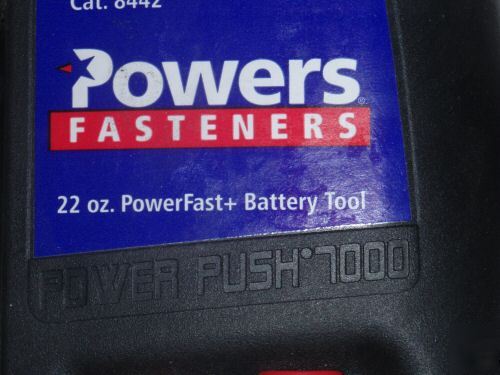 Cat. 8442
Powers®
FASTENERS
22 oz. PowerFast+ Battery Tool
POWER PUSH•7000